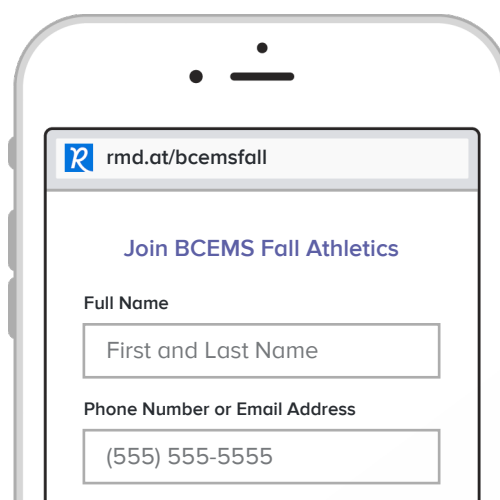 rmd.at/bcemsfall
Join BCEMS Fall Athletics
Full Name
First and Last Name
Phone Number or Email Address
(555) 555-5555